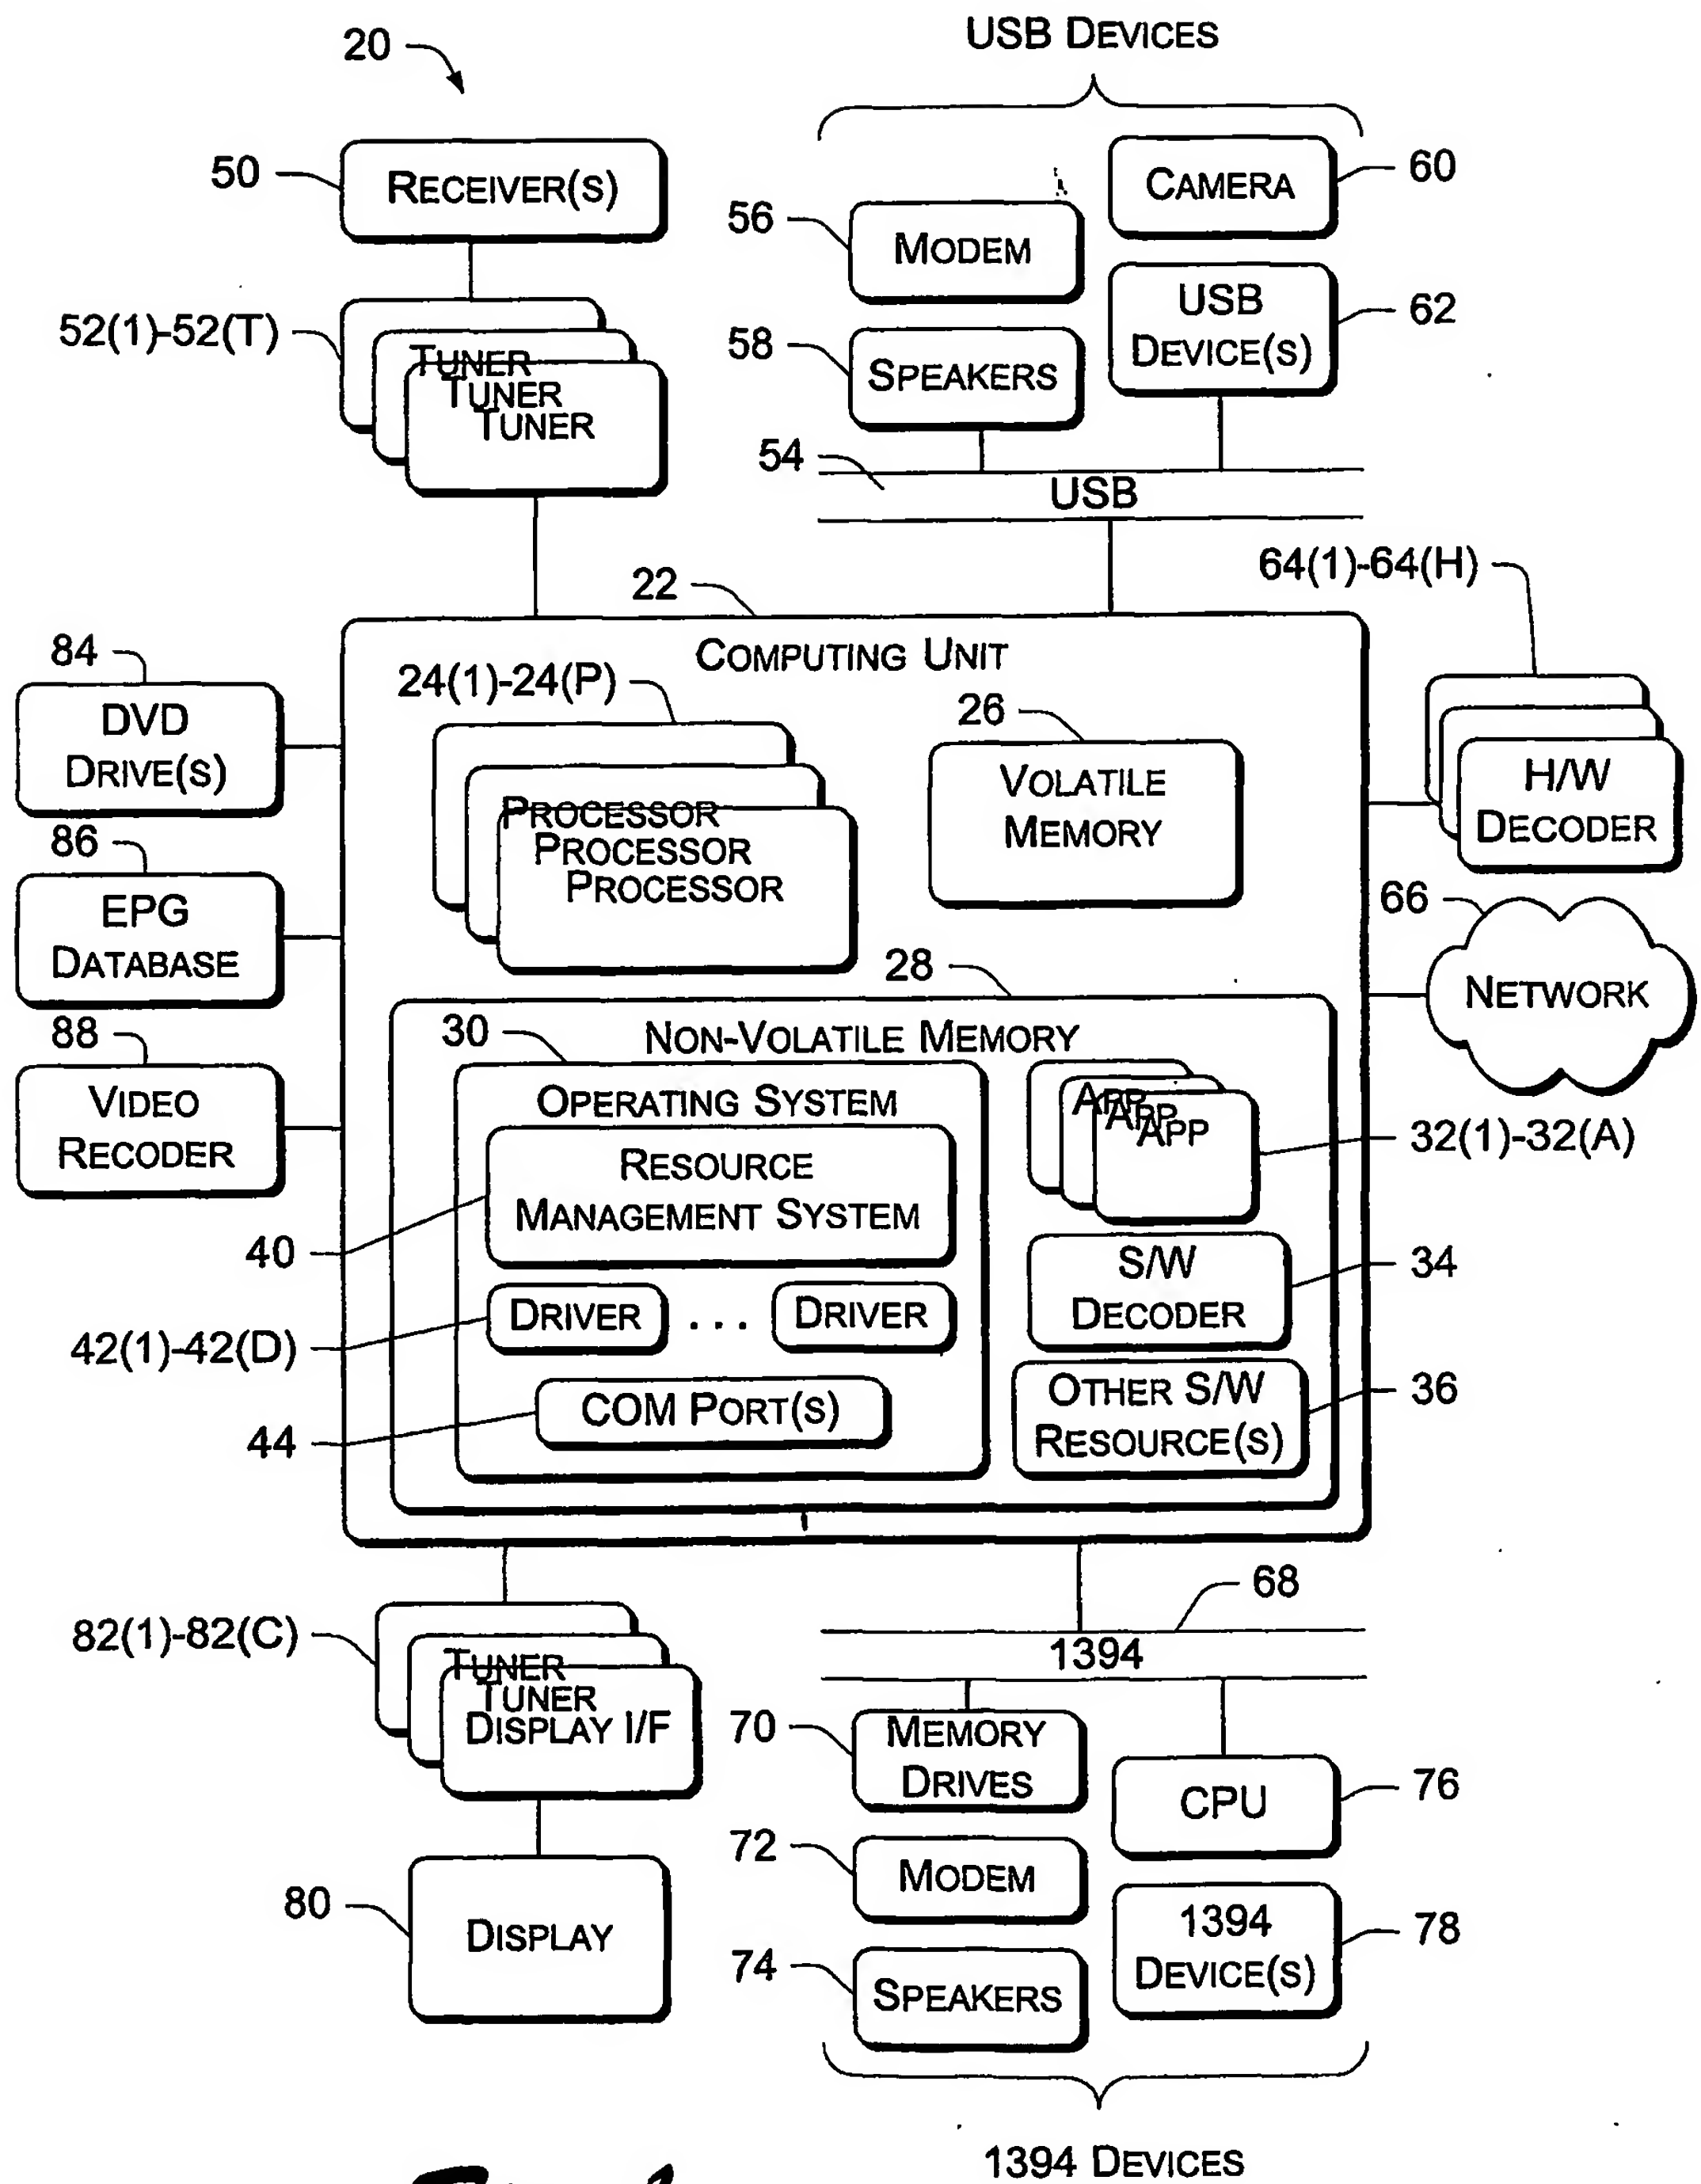 USB DEVICES
20
50
RECEIVER(S)
CAMERA
60
56
MODEM
52(1)-52(T)
TUNER
TUNER
TUNER
USB
DEVICE(S)
62
58
SPEAKERS
54
USB
64(1)-64(H)
22
COMPUTING UNIT
84
DVD
DRIVE(S)
24(1)-24(P)
PROCESSOR
PROCESSOR
PROCESSOR
26
VOLATILE
MEMORY
H/W
DECODER
86
EPG
DATABASE
66
NETWORK
28
NON-VOLATILE MEMORY
88
VIDEO
RECODER
30
OPERATING SYSTEM
RESOURCE
MANAGEMENT SYSTEM
40
APP
APP
APP
32(1)-32(A)
S/W
DECODER
34
DRIVER
...
DRIVER
42(1)-42(D)
COM PORT(S)
44
OTHER S/W
RESOURCE(S)
36
68
1394
82(1)-82(C)
TUNER
TUNER
DISPLAY I/F
70
MEMORY
DRIVES
CPU
76
72
MODEM
80
DISPLAY
1394
DEVICE(S)
78
74
SPEAKERS
1394 DEVICES